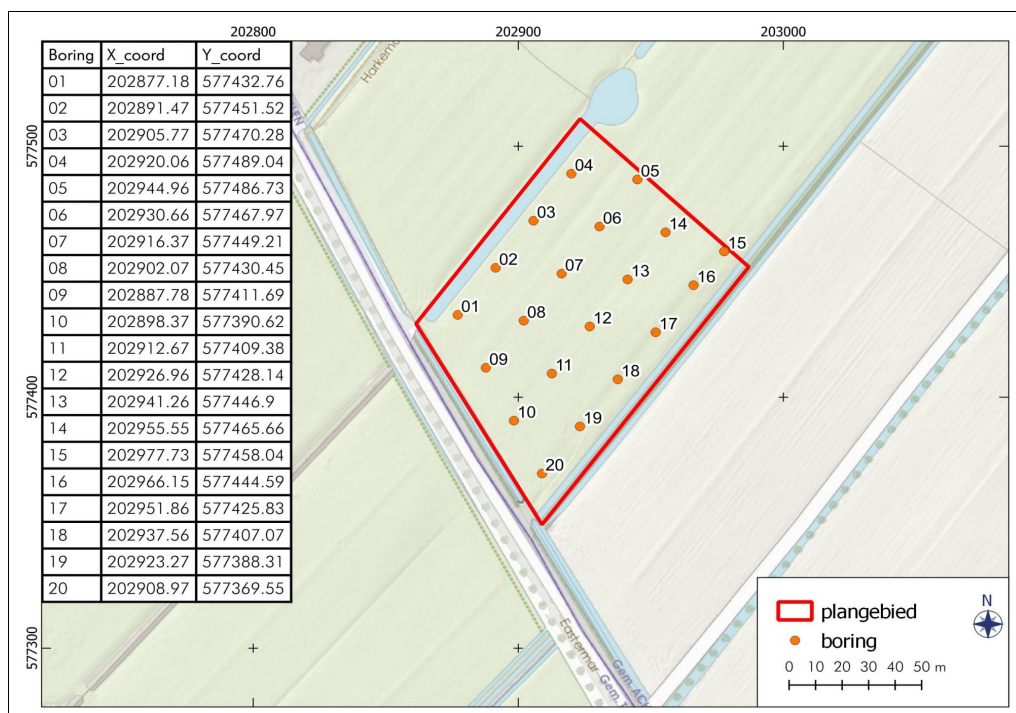 202800 202900 203000
Boring X_coord Y_coord
01 202877.18 577432.76
02 202891.47 577451.52
03 202905.77 577470.28
04 202920.06 577489.04
05 202944.96 577486.73
06 202930.66 577467.97
07 202916.37 577449.21
08 202902.07 577430.45
09 202887.78 577411.69
10 202898.37 577390.62
11 202912.67 577409.38
12 202926.96 577428.14
13 202941.26 577446.9
14 202955.55 577465.66
15 202977.73 577458.04
16 202966.15 577444.59
17 202951.86 577425.83
18 202937.56 577407.07
19 202923.27 577388.31
20 202908.97 577369.55
577500
577400
577300
Harkema
04
05
03
06
14
15
02
07
13
16
01
08
12
17
09
11
18
10
19
20
Eastermar
Gem.
Gem. ACH
plangebied
boring
0 10 20 30 40 50 m
N